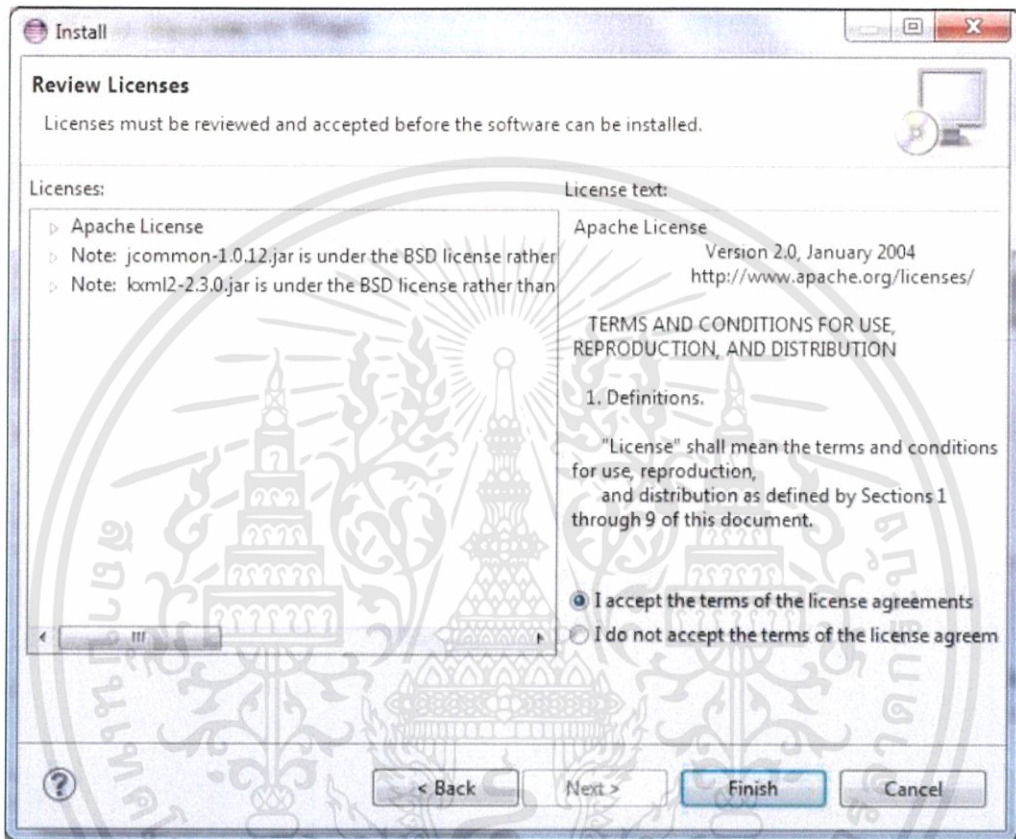 Install
Review Licenses
Licenses must be reviewed and accepted before the software can be installed.
Licenses:
Apache License
Note: jcommon-1.0.12.jar is under the BSD license rather
Note: kxml2-2.3.0.jar is under the BSD license rather than
License text:
Apache License
Version 2.0, January 2004
http://www.apache.org/licenses/
TERMS AND CONDITIONS FOR USE,
REPRODUCTION, AND DISTRIBUTION
1. Definitions.
"License" shall mean the terms and conditions
for use, reproduction,
and distribution as defined by Sections 1
through 9 of this document.
I accept the terms of the license agreements
I do not accept the terms of the license agreem
< Back
Next >
Finish
Cancel